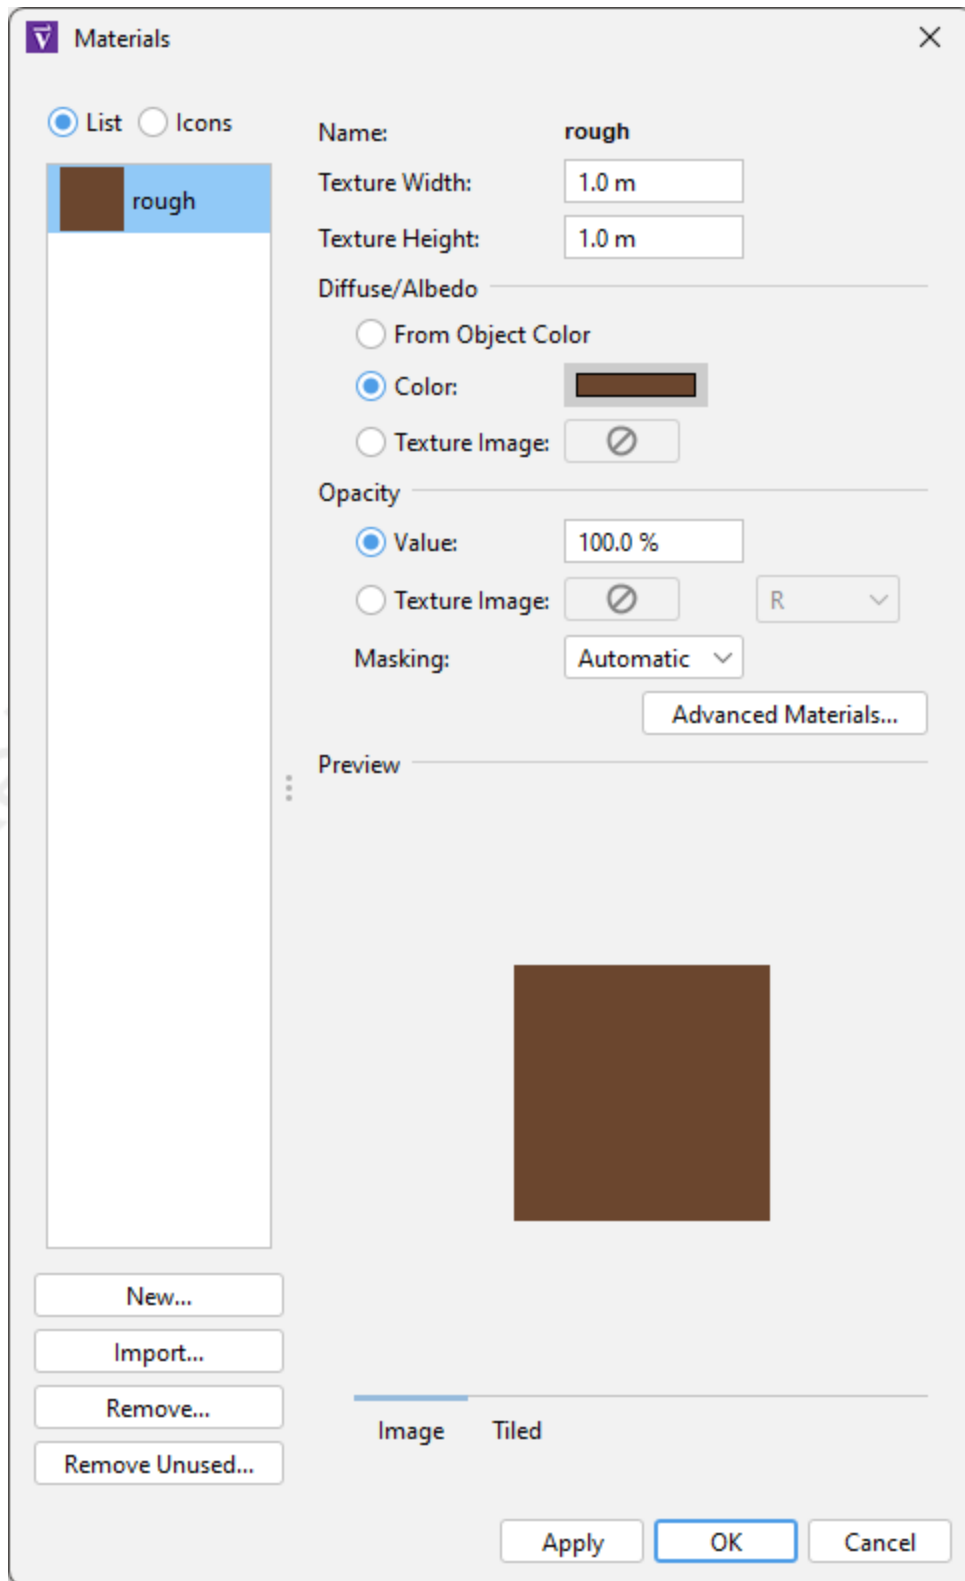 Materials
List Icons
rough
Name: rough
Texture Width: 1.0 m
Texture Height: 1.0 m
Diffuse/Albedo
From Object Color
Color:
Texture Image:
Opacity
Value: 100.0 %
Texture Image: R
Masking: Automatic
Advanced Materials...
Preview
Image Tiled
New...
Import...
Remove...
Remove Unused...
Apply OK Cancel